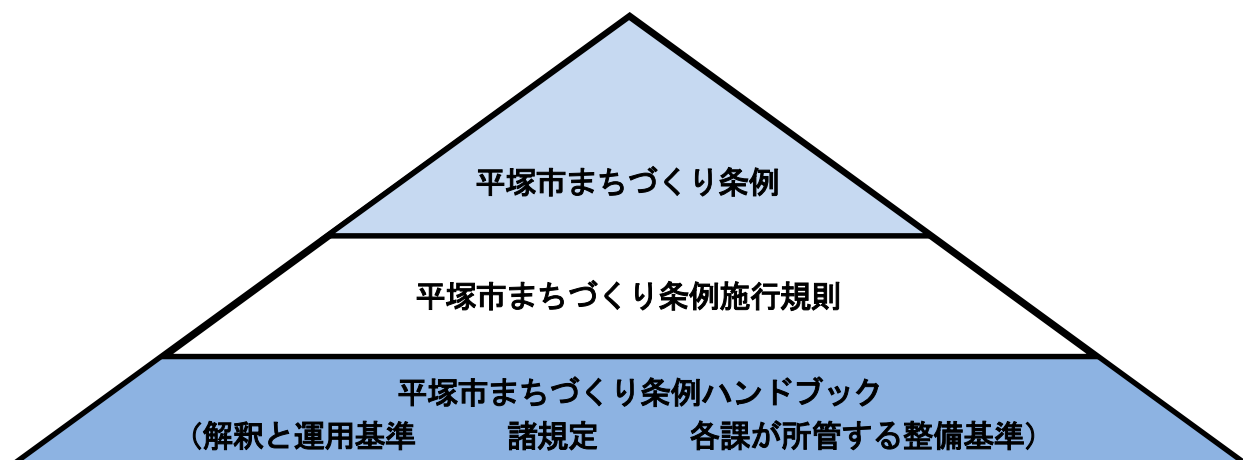 平塚市まちづくり条例
平塚市まちづくり条例施行規則
平塚市まちづくり条例ハンドブック
（解釈と運用基準　　　諸規定　　　各課が所管する整備基準）